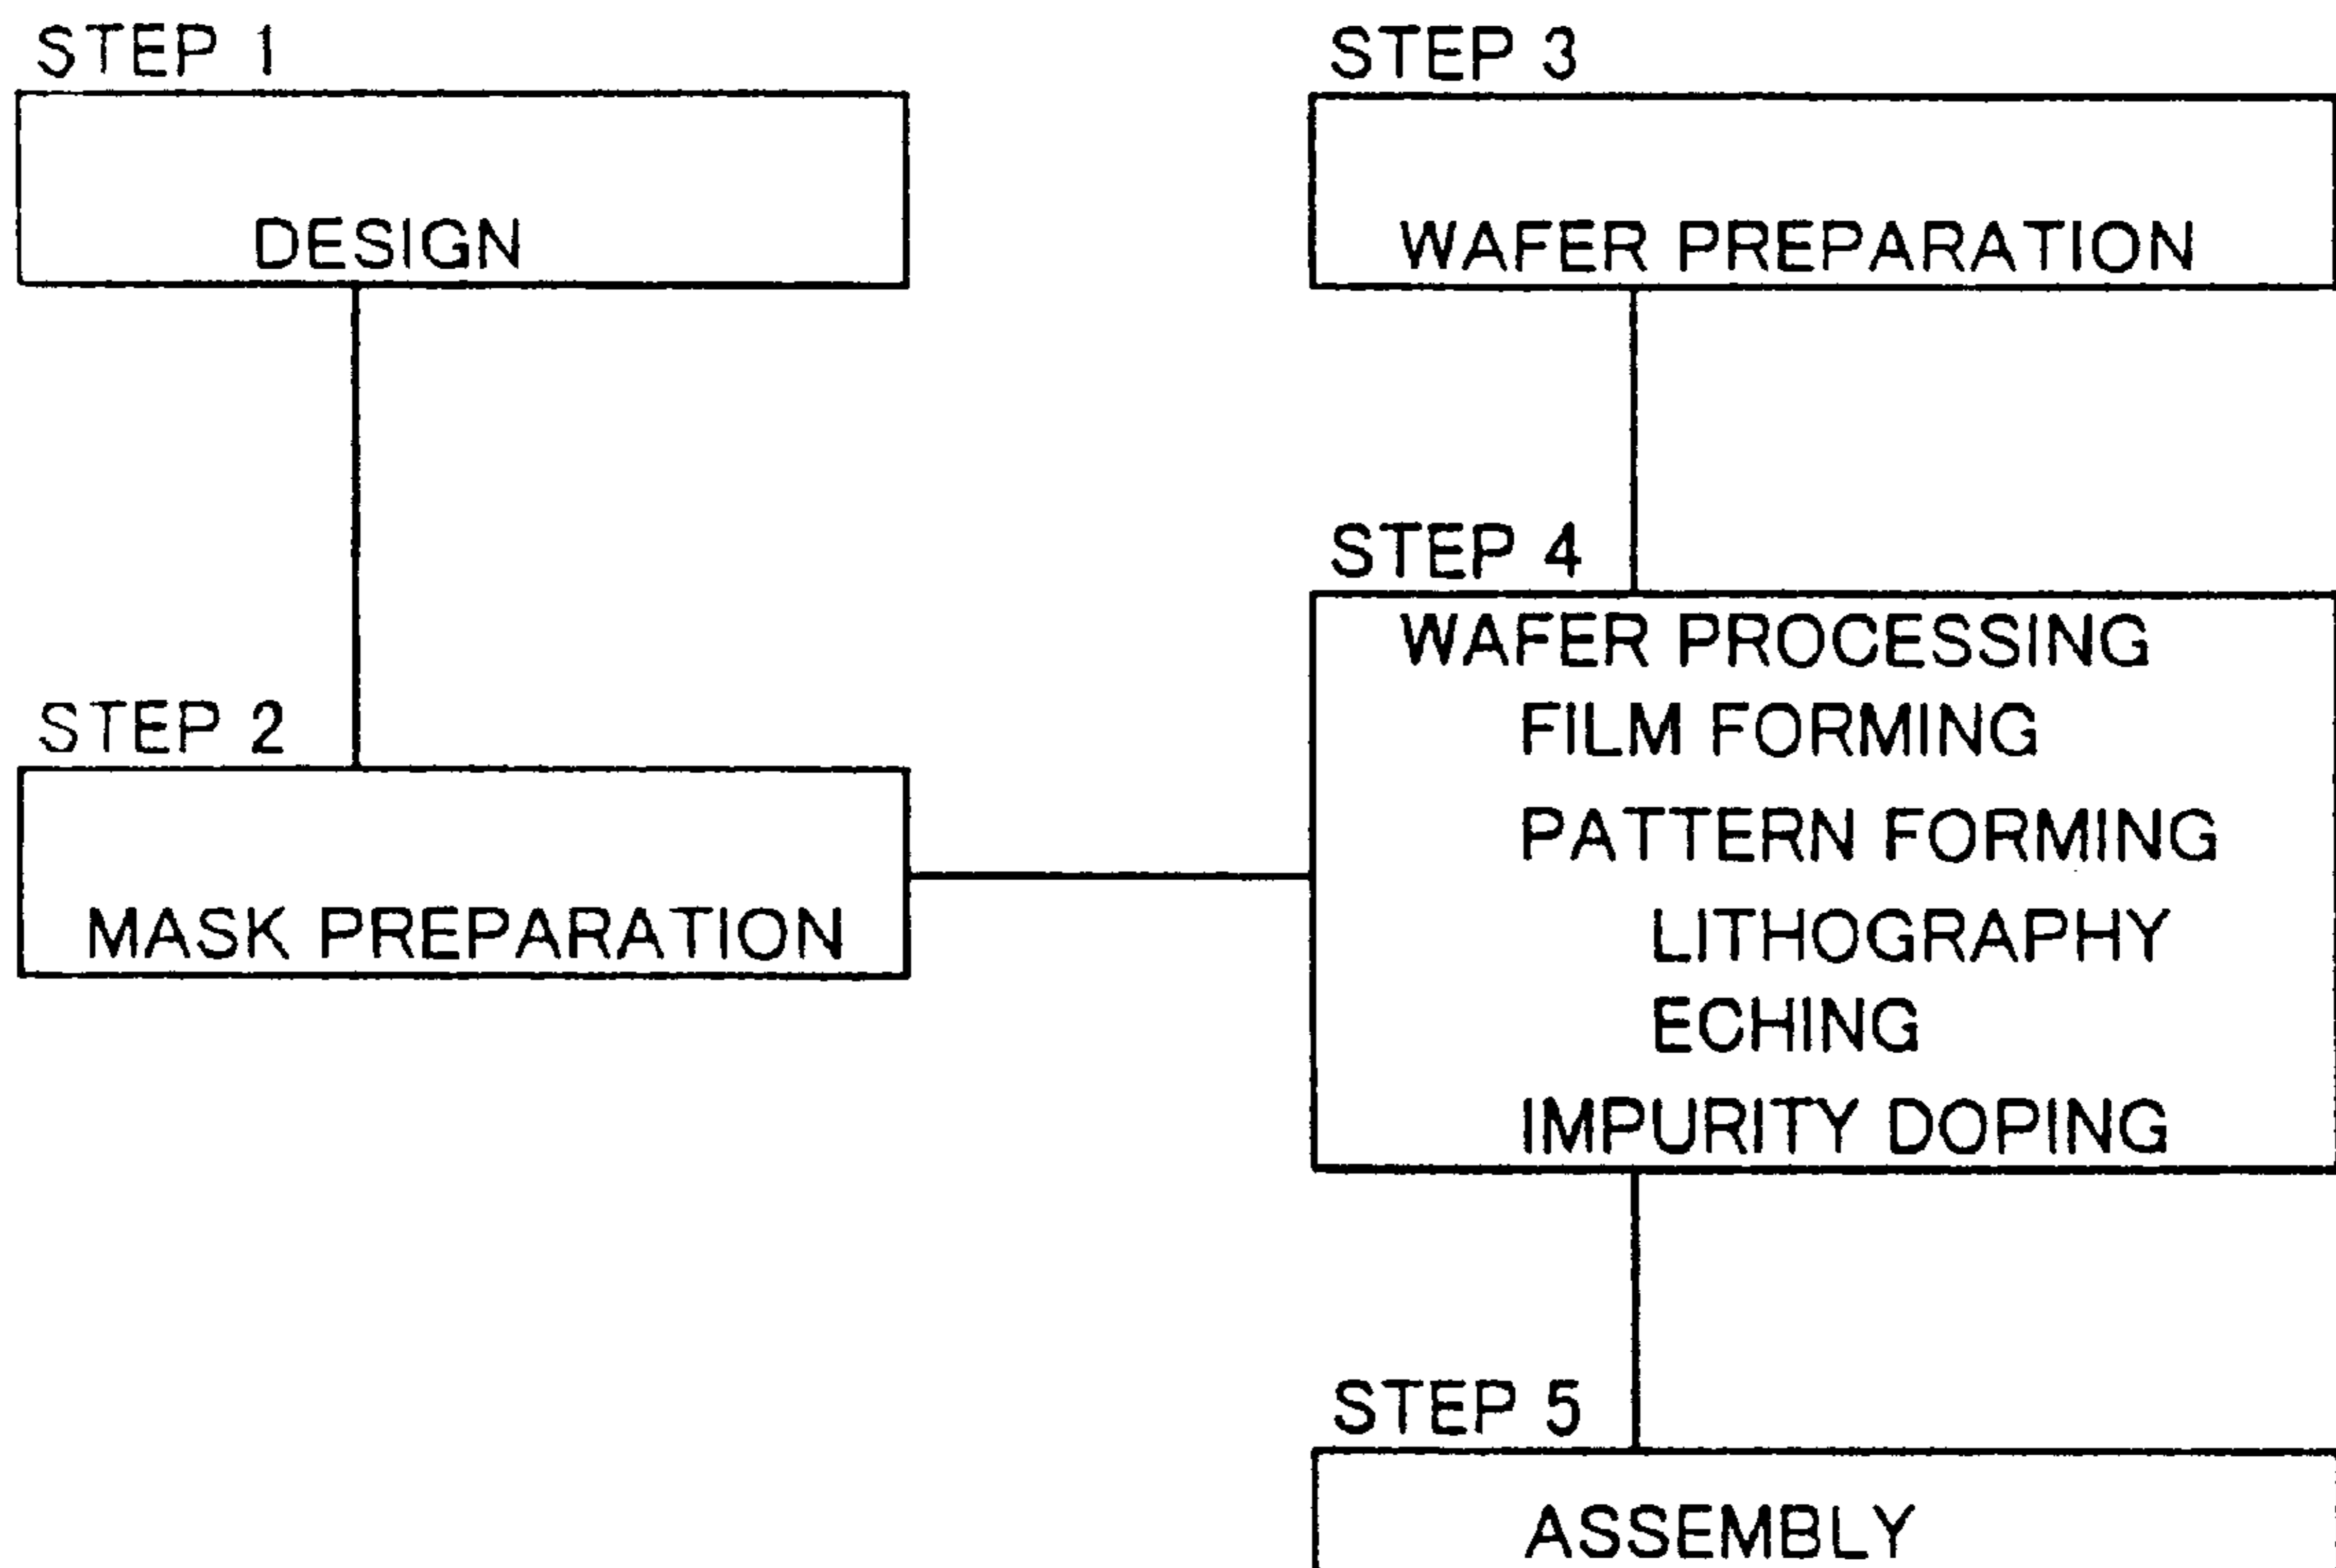 STEP 1
DESIGN
STEP 2
MASK PREPARATION
STEP 3
WAFER PREPARATION
STEP 4
WAFER PROCESSING
FILM FORMING
PATTERN FORMING
LITHOGRAPHY
ECHING
IMPURITY DOPING
STEP 5
ASSEMBLY